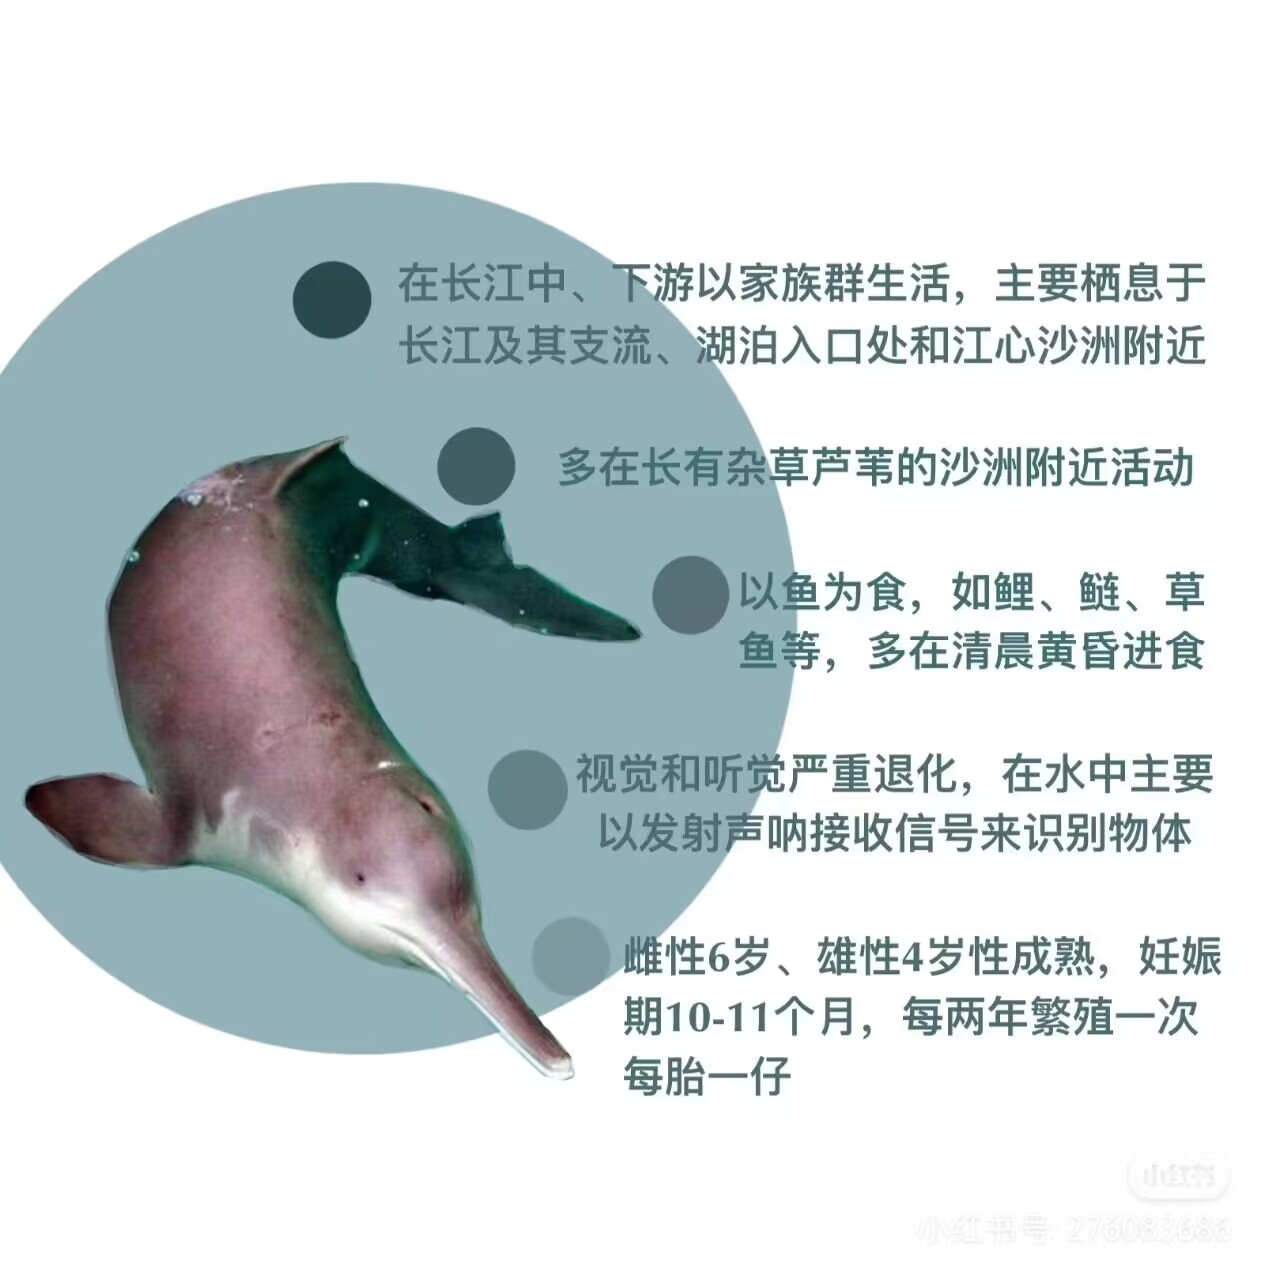 在长江中、下游以家族群生活，主要栖息于
长江及其支流、湖泊入口处和江心沙洲附近
多在长有杂草芦苇的沙洲附近活动
以鱼为食，如鲤、鲢、草
鱼等，多在清晨黄昏进食
视觉和听觉严重退化，在水中主要
以发射声呐接收信号来识别物体
雌性6岁、雄性4岁性成熟，妊娠
期10-11个月，每两年繁殖一次
每胎一仔
小红书
小红书号: 276083686